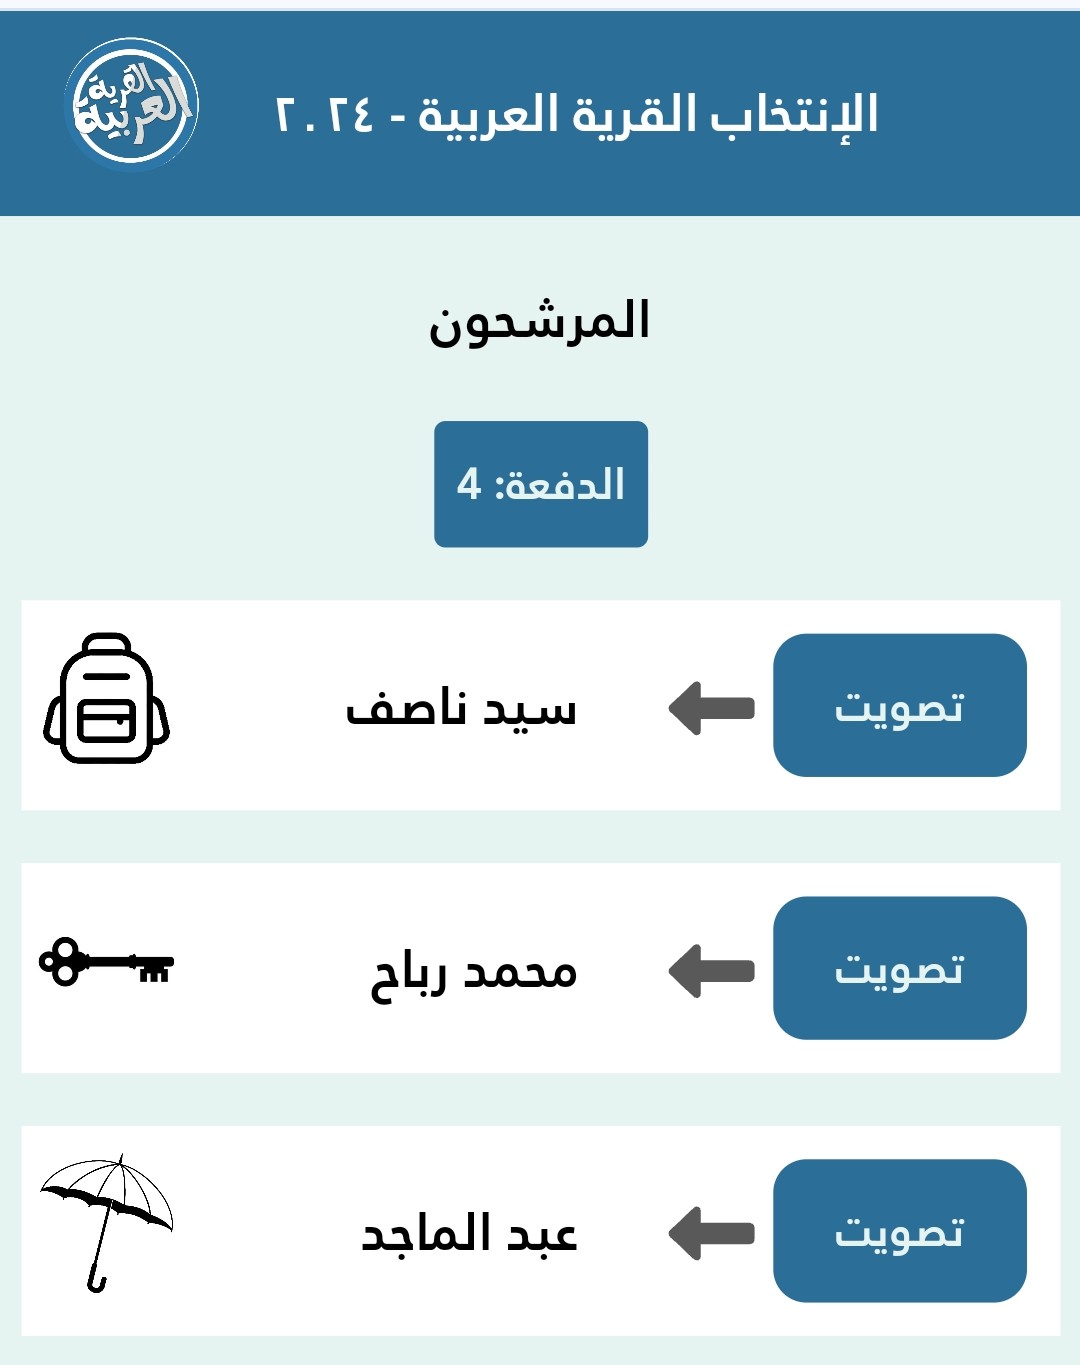 القرية
العربية
الإنتخاب القرية العربية - ٢٠٢٤
المرشحون
الدفعة: 4
تصويت
سيد ناصف
تصويت
محمد رباح
تصويت
عبد الماجد